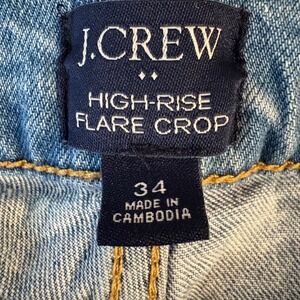 J.CREW
HIGH-RISE
FLARE CROP
34
MADE IN
CAMBODIA